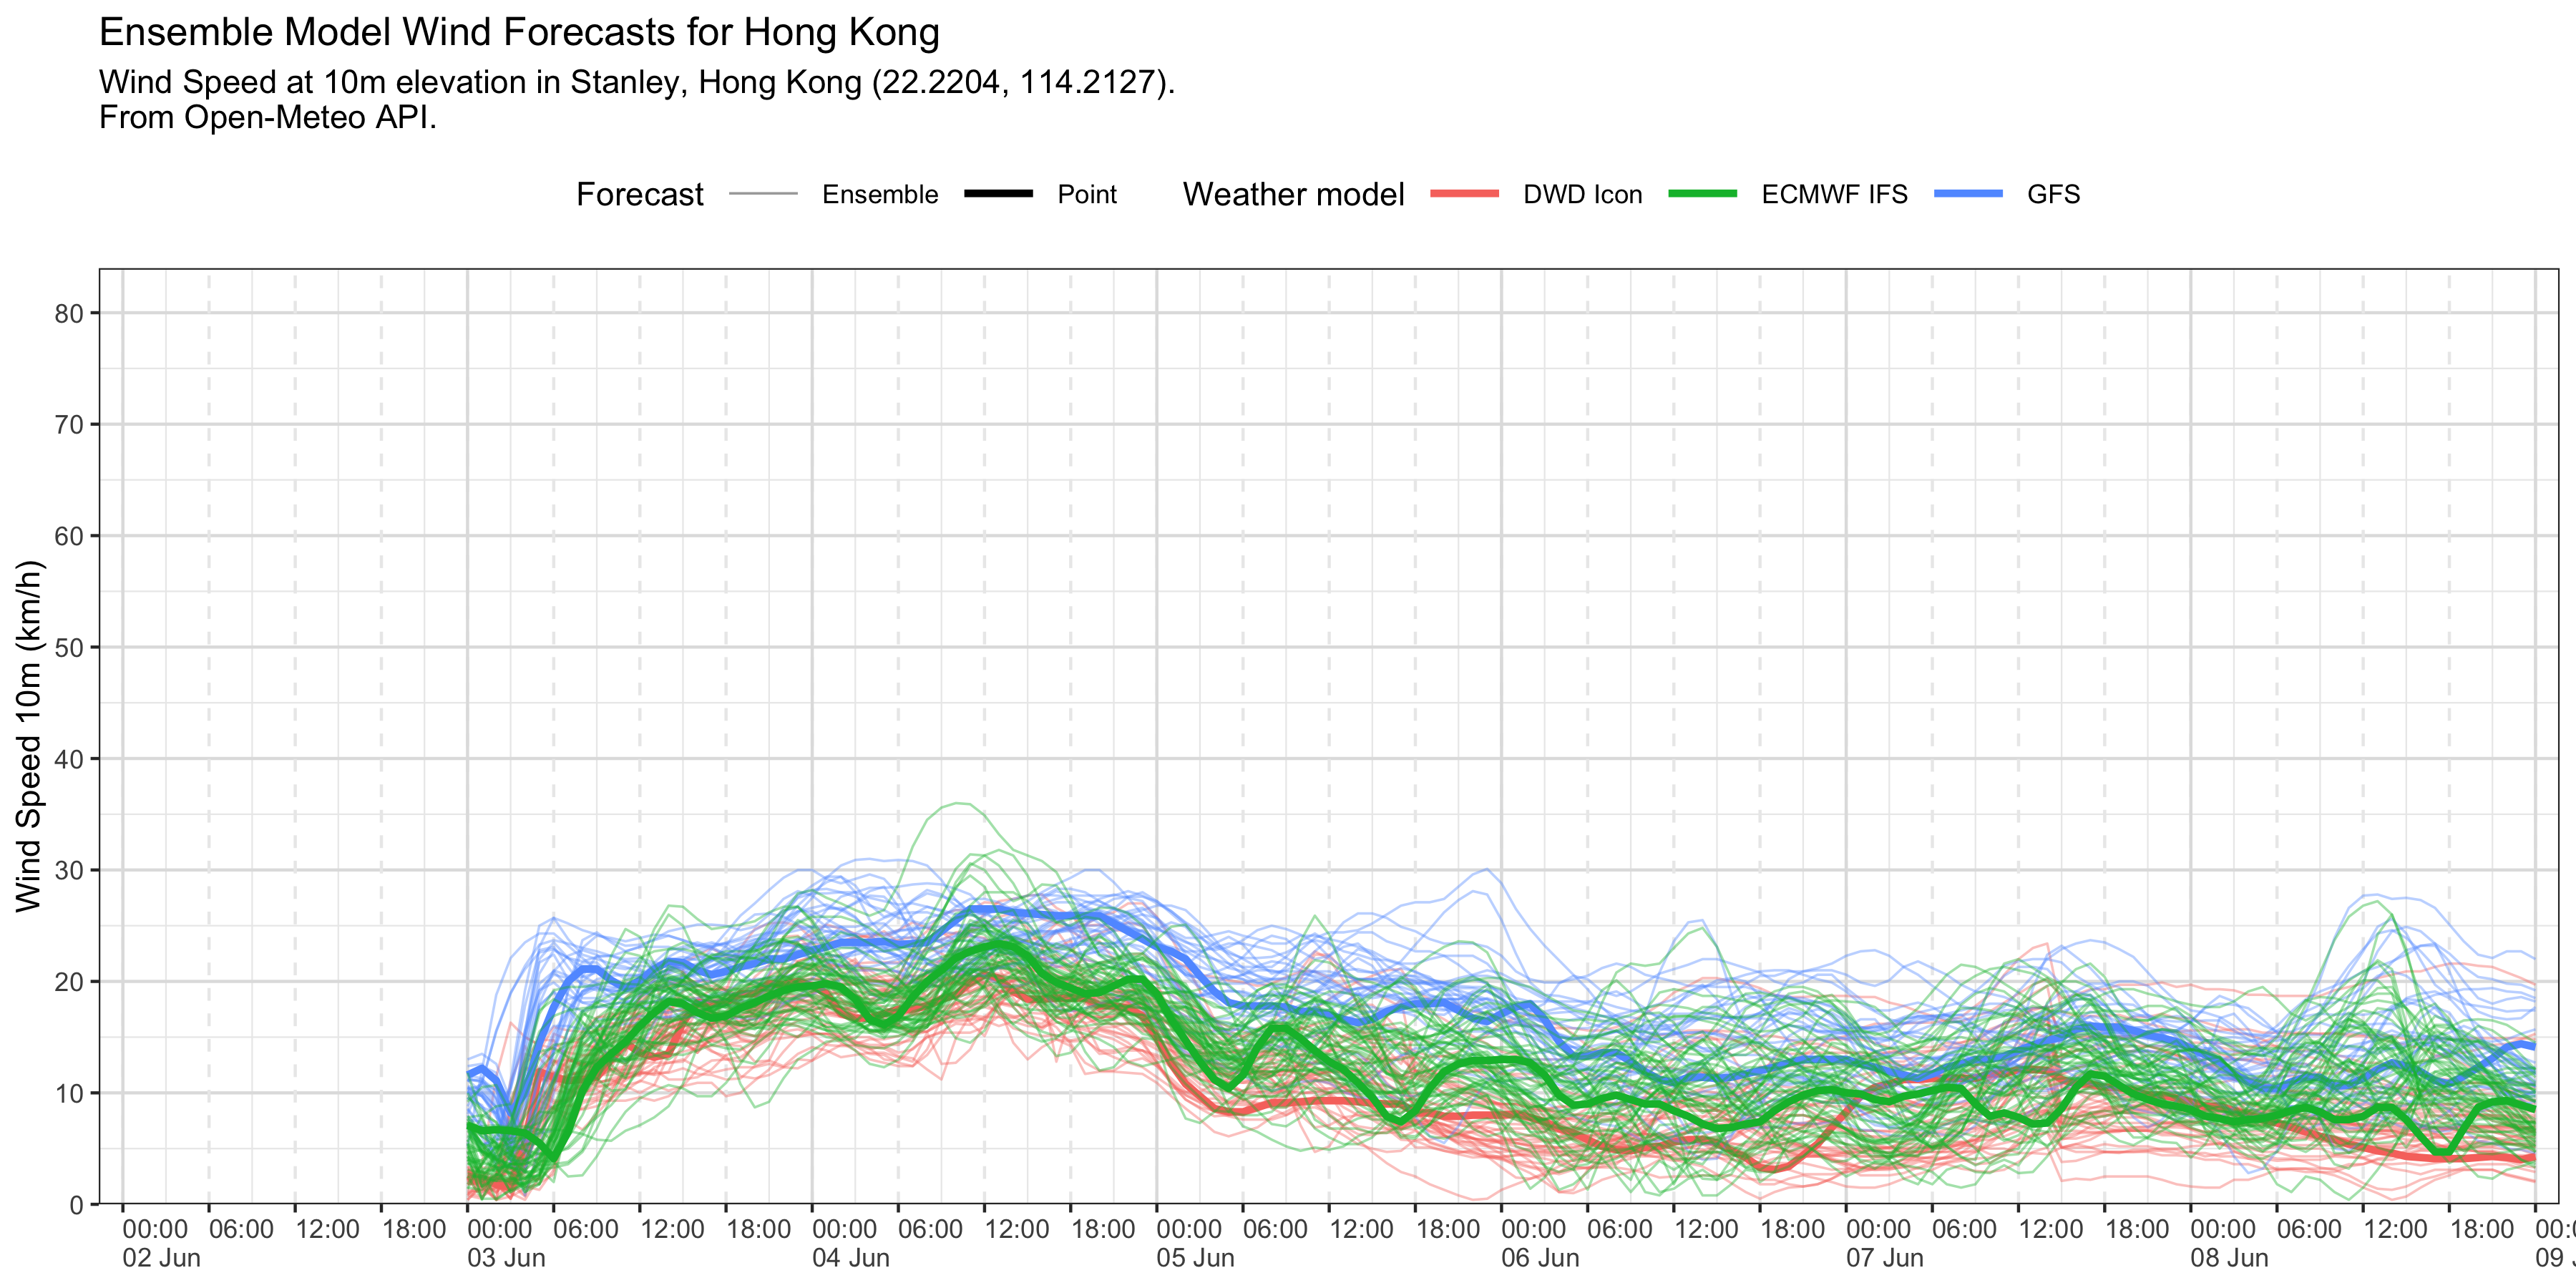 Ensemble Model Wind Forecasts for Hong Kong
Wind Speed at 10m elevation in Stanley, Hong Kong (22.2204, 114.2127).
From Open-Meteo API.
Forecast Ensemble Point Weather model DWD Icon ECMWF IFS GFS
Wind Speed 10m (km/h)
80
70
60
50
40
30
20
10
0
00:00 06:00 12:00 18:00 00:00 06:00 12:00 18:00 00:00 06:00 12:00 18:00 00:00 06:00 12:00 18:00 00:00 06:00 12:00 18:00 00:00 06:00 12:00 18:00 00:00 06:00 12:00 18:00 00:
02 Jun 03 Jun 04 Jun 05 Jun 06 Jun 07 Jun 08 Jun 09